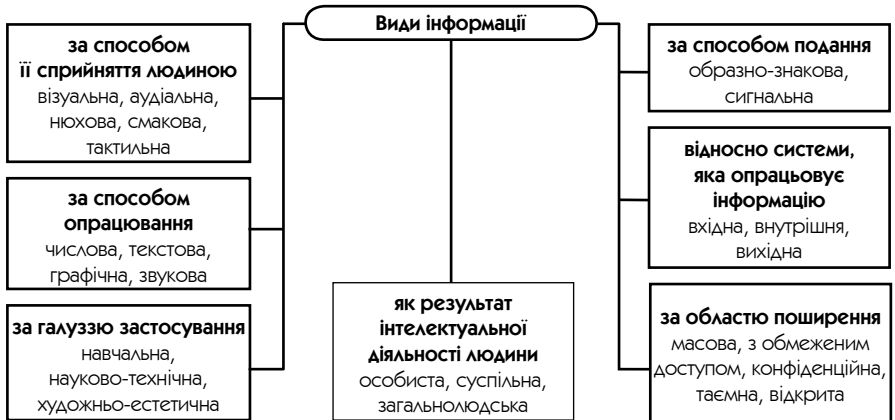 Види інформації
за способом
її сприйняття людиною
візуальна, аудіальна,
нюхова, смакова,
тактильна
за способом
опрацювання
числова, текстова,
графічна, звукова
за галуззю застосування
навчальна,
науково-технічна,
художньо-естетична
як результат
інтелектуальної
діяльності людини
особиста, суспільна,
загальнолюдська
за способом подання
образно-знакова,
сигнальна
відносно системи,
яка опрацьовує
інформацію
вхідна, внутрішня,
вихідна
за областю поширення
масова, з обмеженим
доступом, конфіденційна,
таємна, відкрита